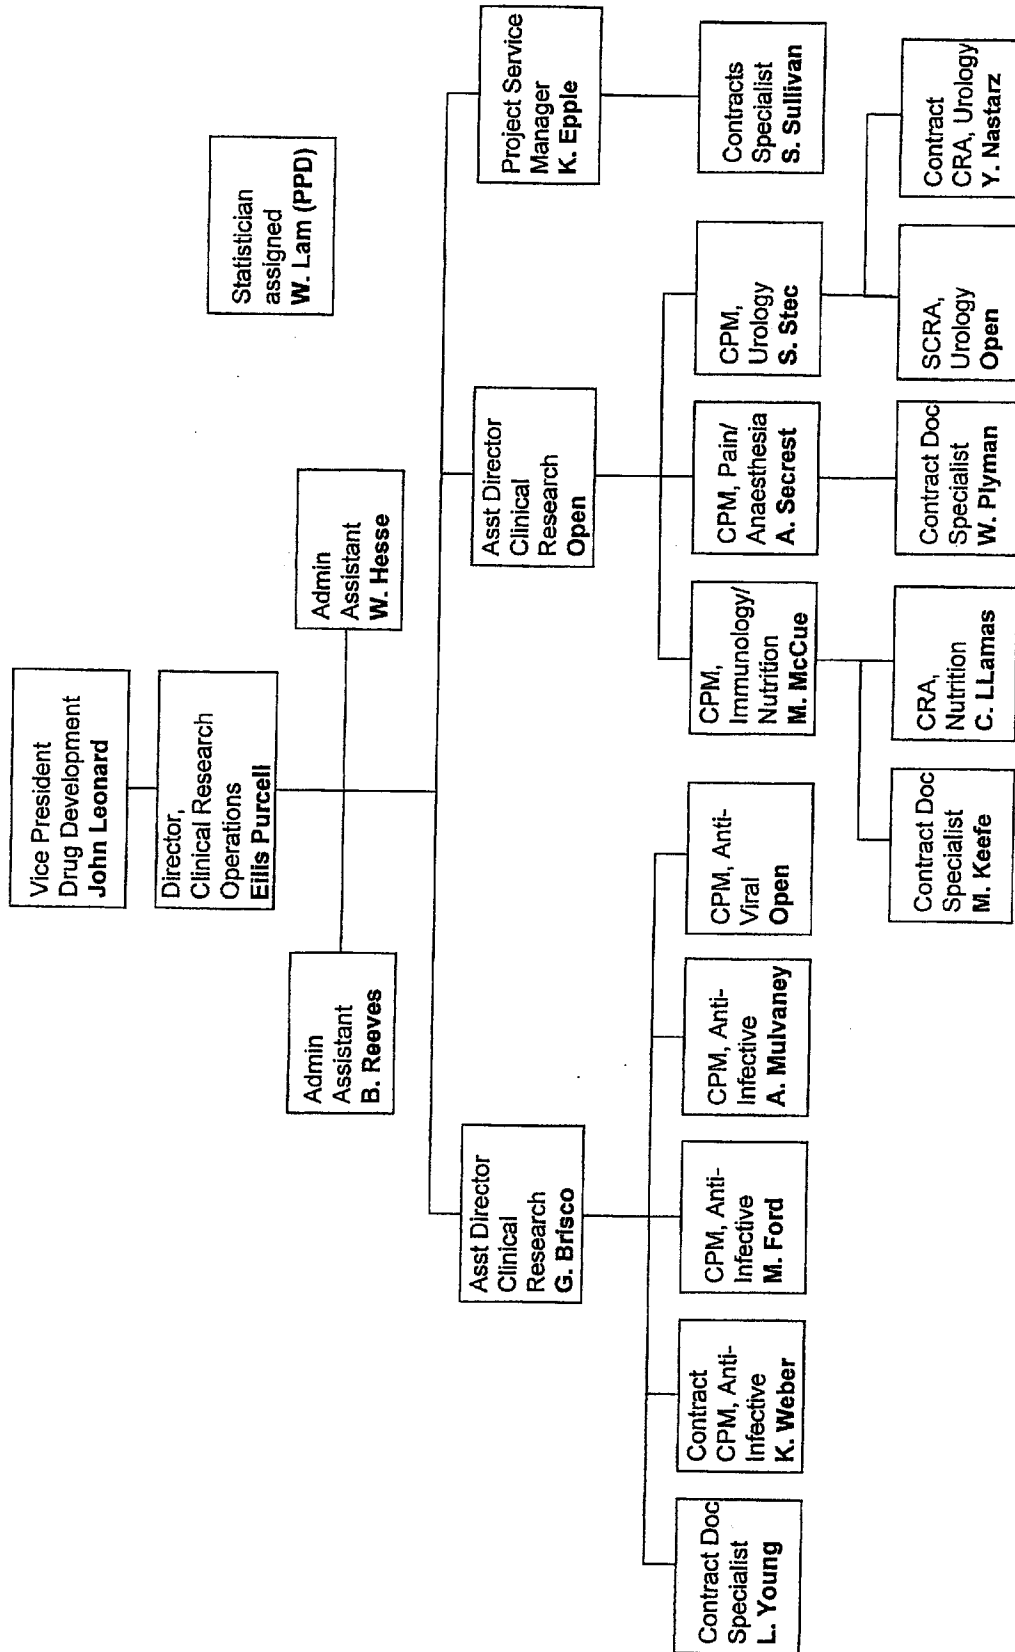 Vice President
Drug Development
John Leonard
Director,
Clinical Research
Operations
Eilis Purcell
Statistician
assigned
W. Lam (PPD)
Admin
Assistant
B. Reeves
Admin
Assistant
W. Hesse
Asst Director
Clinical
Research
G. Brisco
Asst Director
Clinical
Research
Open
Project Service
Manager
K. Epple
Contract Doc
Specialist
L. Young
Contract
CPM, Anti-
Infective
K. Weber
CPM, Anti-
Infective
M. Ford
CPM, Anti-
Infective
A. Mulvaney
CPM, Anti-
Viral
Open
CPM,
Immunology/
Nutrition
M. McCue
CPM, Pain/
Anaesthesia
A. Secrest
CPM,
Urology
S. Stec
Contracts
Specialist
S. Sullivan
Contract Doc
Specialist
M. Keefe
CRA,
Nutrition
C. LLamas
Contract Doc
Specialist
W. Plyman
SCRA,
Urology
Open
Contract
CRA, Urology
Y. Nastarz